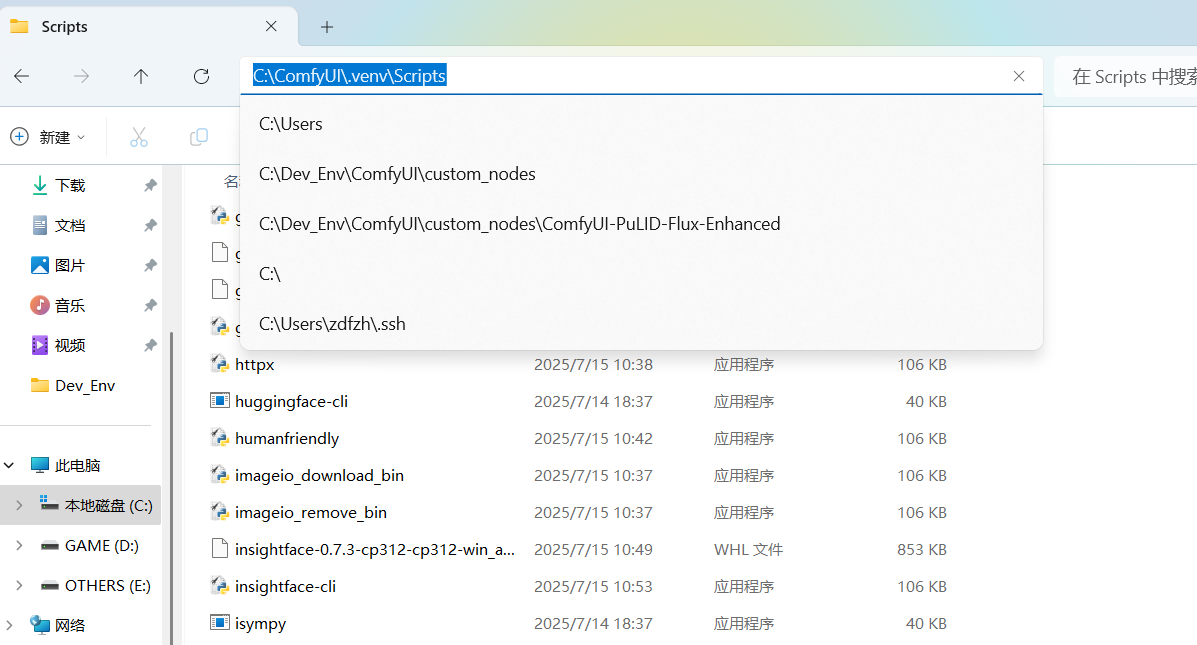 Scripts
C:\ComfyUI\.venv\Scripts
在 Scripts 中搜索
新建
C:\Users
C:\Dev_Env\ComfyUI\custom_nodes
C:\Dev_Env\ComfyUI\custom_nodes\ComfyUI-PuLID-Flux-Enhanced
C:\
C:\Users\zdfzh\.ssh
下载
文档
图片
音乐
视频
Dev_Env
此电脑
本地磁盘 (C:)
GAME (D:)
OTHERS (E:)
网络
httpx 2025/7/15 10:38 应用程序 106 KB
huggingface-cli 2025/7/14 18:37 应用程序 40 KB
humanfriendly 2025/7/15 10:42 应用程序 106 KB
imageio_download_bin 2025/7/15 10:37 应用程序 106 KB
imageio_remove_bin 2025/7/15 10:37 应用程序 106 KB
insightface-0.7.3-cp312-cp312-win_a... 2025/7/15 10:49 WHL 文件 853 KB
insightface-cli 2025/7/15 10:53 应用程序 106 KB
isympy 2025/7/14 18:37 应用程序 40 KB